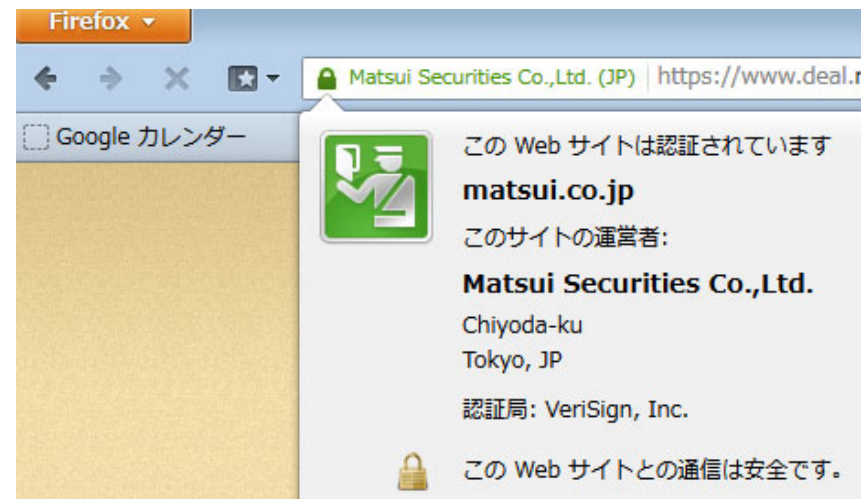 Firefox
Matsui Securities Co.,Ltd. (JP) https://www.deal.
Google カレンダー
この Web サイトは認証されています
matsui.co.jp
このサイトの運営者:
Matsui Securities Co.,Ltd.
Chiyoda-ku
Tokyo, JP
認証局: VeriSign, Inc.
この Web サイトとの通信は安全です。